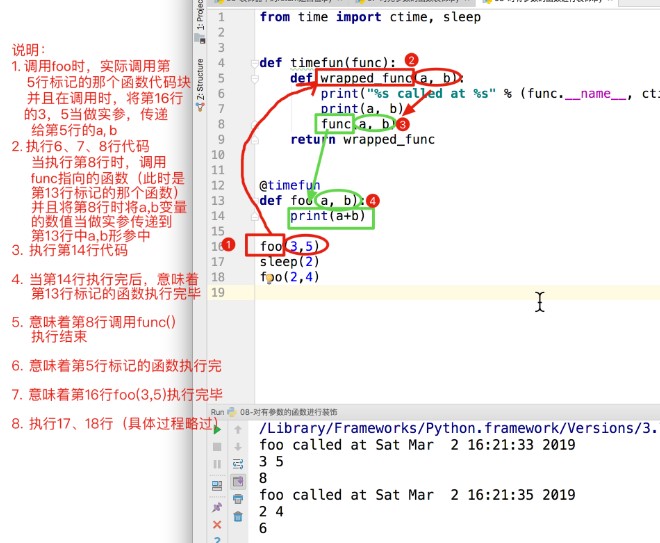 说明：
1. 调用foo时，实际调用第
5行标记的那个函数代码块
并且在调用时，将第16行
的3，5当做实参，传递
给第5行的a, b
2. 执行6、7、8行代码
当执行第8行时，调用
func指向的函数（此时是
第13行标记的那个函数）
并且将第8行时将a,b变量
的数值当做实参传递到
第13行中a,b形参中
3. 执行第14行代码
4. 当第14行执行完后，意味着
第13行标记的函数执行完毕
5. 意味着第8行调用func()
执行结束
6. 意味着第5行标记的函数执行完
7. 意味着第16行foo(3,5)执行完毕
8. 执行17、18行（具体过程略过）
Z: Structure
1 from time import ctime, sleep
2
3
4 def timefun(func): 2
5 def wrapped_func(a, b):
6 print("%s called at %s" % (func.__name__, cti
7 print(a, b)
8 func(a, b) 3
9 return wrapped_func
10
11
12 @timefun
13 def foo(a, b): 4
14 print(a+b)
15
1 16 foo(3,5)
17 sleep(2)
18 foo(2,4)
19
Run 08-对有参数的函数进行装饰
/Library/Frameworks/Python.framework/Versions/3.
foo called at Sat Mar  2 16:21:33 2019
3 5
8
foo called at Sat Mar  2 16:21:35 2019
2 4
6